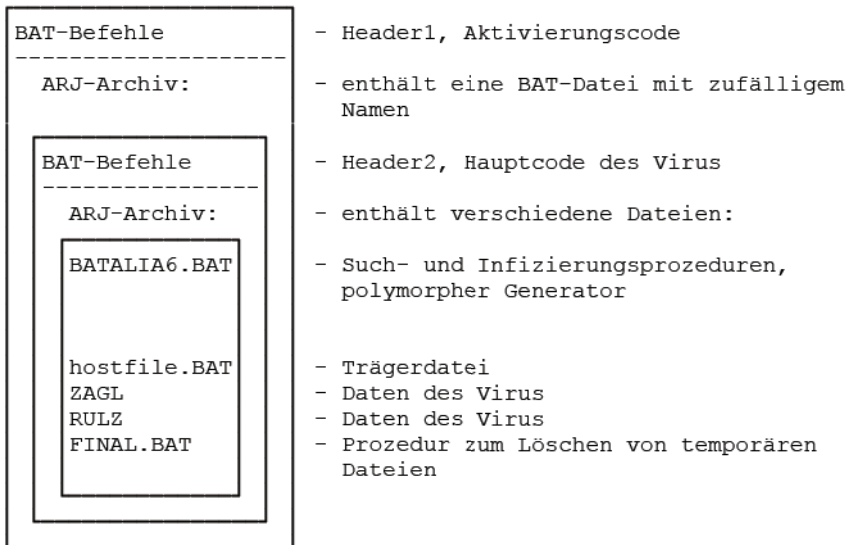 BAT-Befehle - Header1, Aktivierungscode
-------------------
ARJ-Archiv: - enthält eine BAT-Datei mit zufälligem
Namen
BAT-Befehle - Header2, Hauptcode des Virus
----------------
ARJ-Archiv: - enthält verschiedene Dateien:
BATALIA6.BAT - Such- und Infizierungsprozeduren,
polymorpher Generator
hostfile.BAT - Trägerdatei
ZAGL - Daten des Virus
RULZ - Daten des Virus
FINAL.BAT - Prozedur zum Löschen von temporären
Dateien